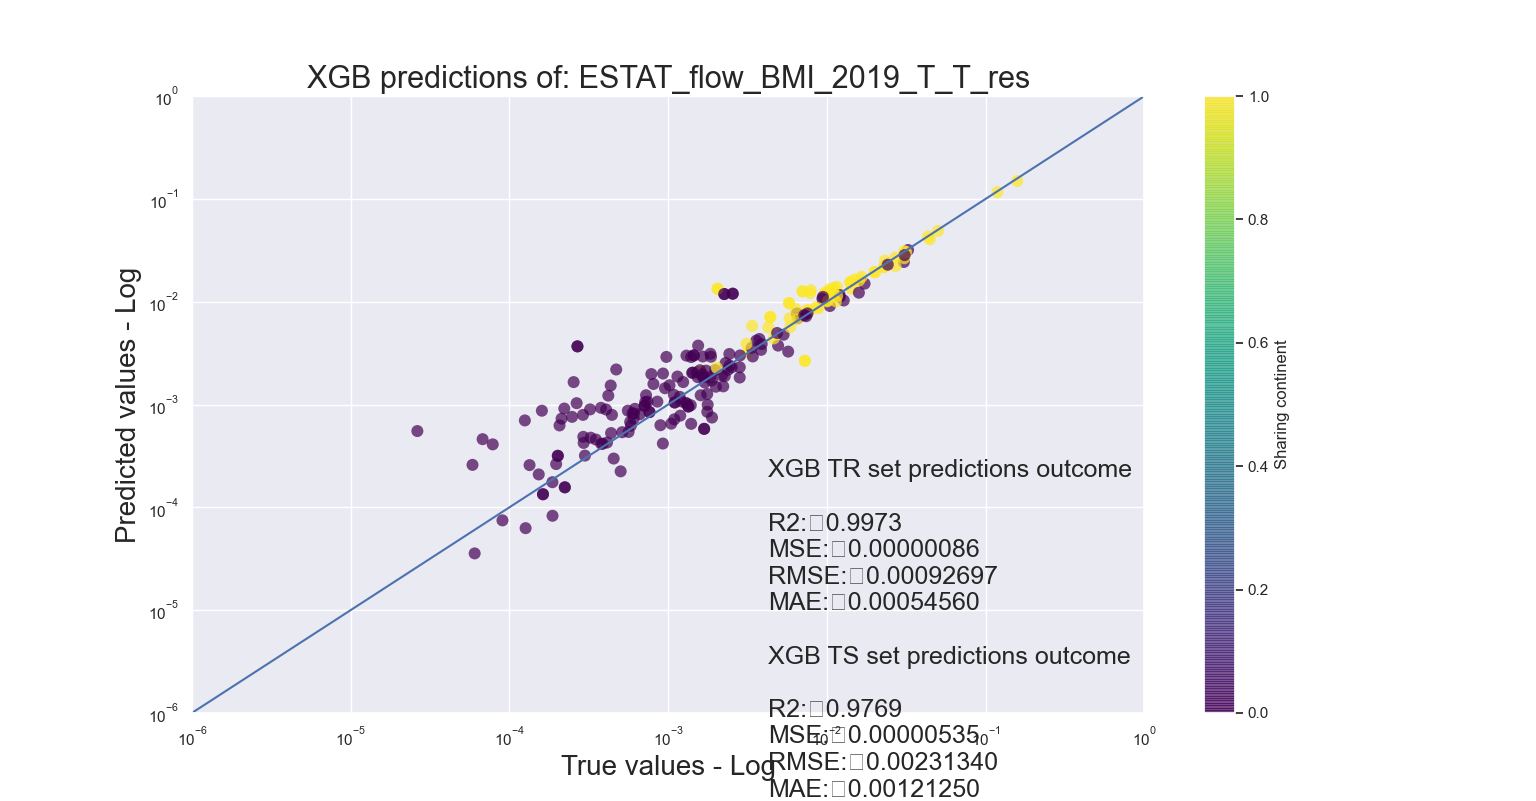 XGB predictions of: ESTAT_flow_BMI_2019_T_T_res
10⁰
10⁻¹
10⁻²
10⁻³
10⁻⁴
10⁻⁵
10⁻⁶
Predicted values - Log
10⁻⁶
10⁻⁵
10⁻⁴
10⁻³
10⁻²
10⁻¹
10⁰
True values - Log
XGB TR set predictions outcome
R2:□0.9973
MSE:□0.00000086
RMSE:□0.00092697
MAE:□0.00054560
XGB TS set predictions outcome
R2:□0.9769
MSE:□0.00000535
RMSE:□0.00231340
MAE:□0.00121250
1.0
0.8
0.6
0.4
0.2
0.0
Sharing continent